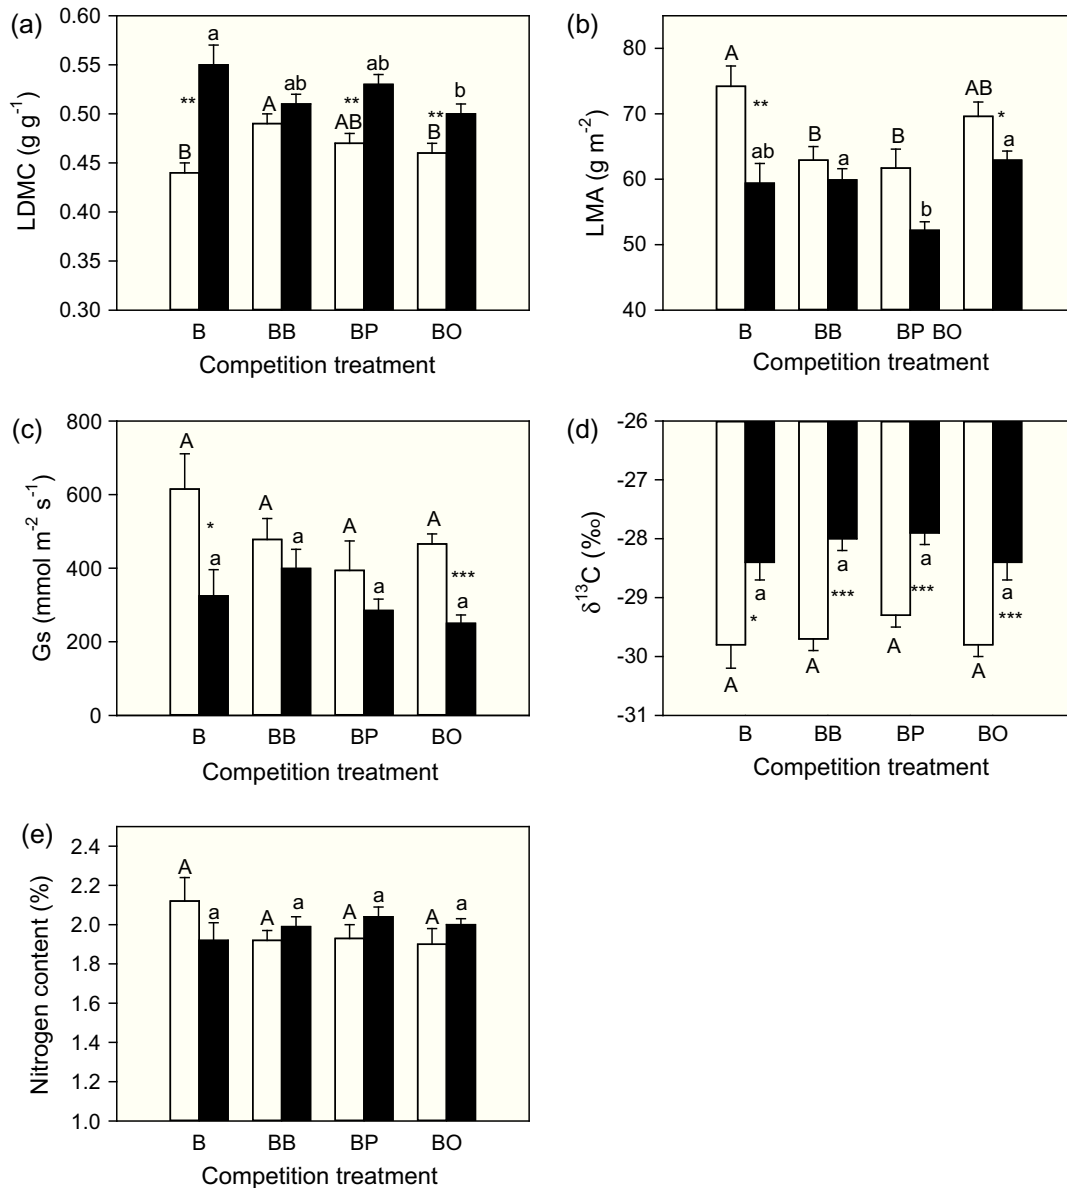 (a)
LDMC (g g⁻¹)
0.60
0.55
0.50
0.45
0.40
0.35
0.30
B
**
a
A
ab
AB
**
ab
B
**
b
B BB BP BO
Competition treatment
(b)
LMA (g m⁻²)
80
70
60
50
40
A
**
ab
B
a
B
b
AB
*
a
B BB BP BO
Competition treatment
(c)
Gs (mmol m⁻² s⁻¹)
800
600
400
200
0
A
*
a
A
a
A
a
A
***
a
B BB BP BO
Competition treatment
(d)
δ¹³C (‰)
-26
-27
-28
-29
-30
-31
A
*
a
A
***
a
A
***
a
A
***
a
B BB BP BO
Competition treatment
(e)
Nitrogen content (%)
2.4
2.2
2.0
1.8
1.6
1.4
1.2
1.0
A
a
A
a
A
a
A
a
B BB BP BO
Competition treatment